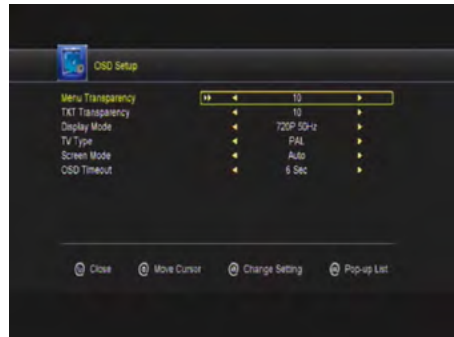 OSD Setup
Menu Transparency 10
TXT Transparency 10
Display Mode 720P 50Hz
TV Type PAL
Screen Mode Auto
OSD Timeout 6 Sec
Close Move Cursor Change Setting Pop-up List